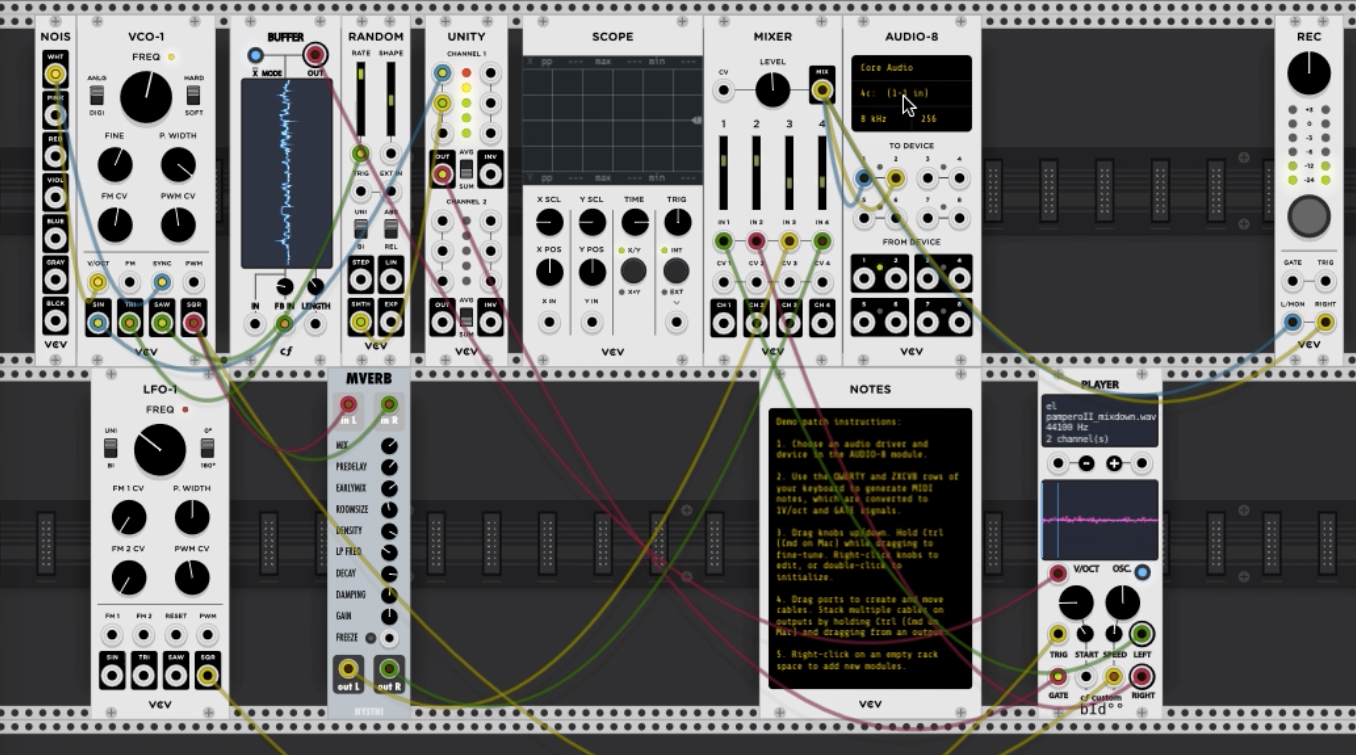 NOIS
WHT
PINK
RED
VIOL
BLUE
GRAY
BLCK
VCV
VCO-1
FREQ
ANLG
DIGI
HARD
SOFT
FINE
P. WIDTH
FM CV
PWM CV
V/OCT
FM
SYNC
PWM
SIN
TRI
SAW
SQR
VCV
BUFFER
X MODE
OUT
IN
FB IN
LENGTH
cf
RANDOM
RATE
SHAPE
TRIG
EXT IN
UNI
BI
ABS
REL
STEP
LIN
SMTH
EXP
VCV
UNITY
CHANNEL 1
OUT
AVG
SUM
INV
CHANNEL 2
OUT
AVG
SUM
INV
VCV
SCOPE
X pp --- max --- min ---
Y pp --- max --- min ---
X SCL
Y SCL
TIME
TRIG
X POS
Y POS
X/Y
X×Y
INT
EXT
X IN
Y IN
VCV
MIXER
LEVEL
CV
MIX
1
2
3
4
IN 1
IN 2
IN 3
IN 4
CV 1
CV 2
CV 3
CV 4
CH 1
CH 2
CH 3
CH 4
VCV
AUDIO-8
Core Audio
4c: (1-1 in)
8 kHz
256
TO DEVICE
1
2
3
4
5
6
7
8
FROM DEVICE
1
2
3
4
5
6
7
8
VCV
REC
+3
0
-3
-6
-12
-24
GATE
TRIG
L/MON
RIGHT
VCV
LFO-1
FREQ
UNI
BI
0°
180°
FM 1 CV
P. WIDTH
FM 2 CV
PWM CV
FM 1
FM 2
RESET
PWM
SIN
TRI
SAW
SQR
VCV
MVERB
in L
in R
MIX
PREDELAY
EARLYMIX
ROOMSIZE
DENSITY
LP FREQ
DECAY
DAMPING
GAIN
FREEZE
out L
out R
NYSTHI
NOTES
Demo patch instructions:
1. Choose an audio driver and
device in the AUDIO-8 module.
2. Use the QWERTY and ZXCVB rows of
your keyboard to generate MIDI
notes, which are converted to
1V/oct and GATE signals.
3. Drag knobs up/down. Hold Ctrl
(Cmd on Mac) while dragging to
fine-tune. Right-click knobs to
edit, or double-click to
initialize.
4. Drag ports to create and move
cables. Stack multiple cables on
outputs by holding Ctrl (Cmd on
Mac) and dragging from an output.
5. Right-click on an empty rack
space to add new modules.
VCV
PLAYER
el
pamperoII_mixdown.wav
44100 Hz
2 channel(s)
V/OCT
OSC.
TRIG
START
SPEED
LEFT
GATE
RIGHT
cf custom
bId°°